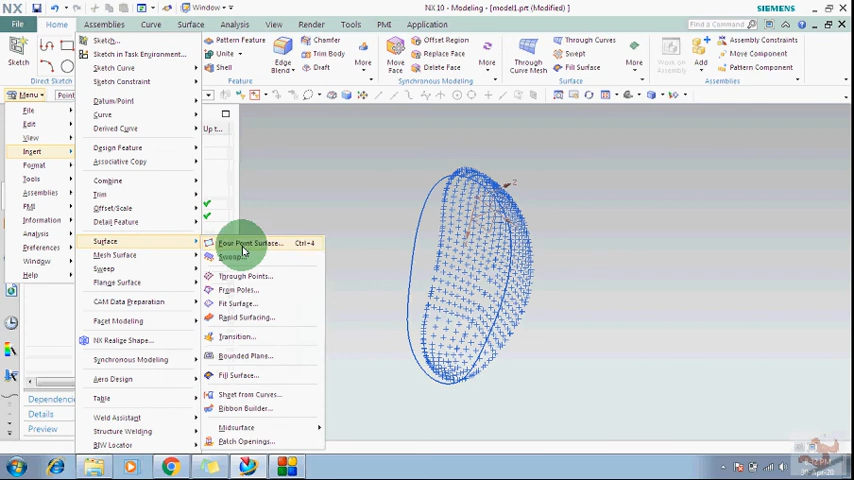 NX
Window
NX 10 - Modeling - [model1.prt (Modified)]
SIEMENS
File Home Assemblies Curve Surface Analysis View Render Tools PMI Application
Find a Command
Sketch
Direct Sketch
Pattern Feature
Unite
Shell
Feature
Edge Blend
Chamfer
Trim Body
Draft
More
Move Face
Offset Region
Replace Face
Delete Face
Synchronous Modeling
More
Through Curve Mesh
Through Curves
Swept
Fill Surface
Surface
More
Add
Assembly Constraints
Move Component
Pattern Component
Assemblies
Menu
File
Edit
View
Insert
Format
Tools
Assemblies
PMI
Information
Analysis
Preferences
Window
Help
Sketch...
Sketch in Task Environment...
Sketch Curve
Sketch Constraint
Datum/Point
Curve
Derived Curve
Design Feature
Associative Copy
Combine
Trim
Offset/Scale
Detail Feature
Surface
Mesh Surface
Sweep
Flange Surface
CAM Data Preparation
Facet Modeling
NX Realize Shape...
Synchronous Modeling
Aero Design
Table
Weld Assistant
Structure Welding
BIW Locator
Four Point Surface... Ctrl+4
Swoop...
Through Points...
From Poles...
Fit Surface...
Rapid Surfacing...
Transition...
Bounded Plane...
Fill Surface...
Sheet from Curves...
Ribbon Builder...
Midsurface
Patch Openings...
Up t...
Z
Dependencies
Details
Preview